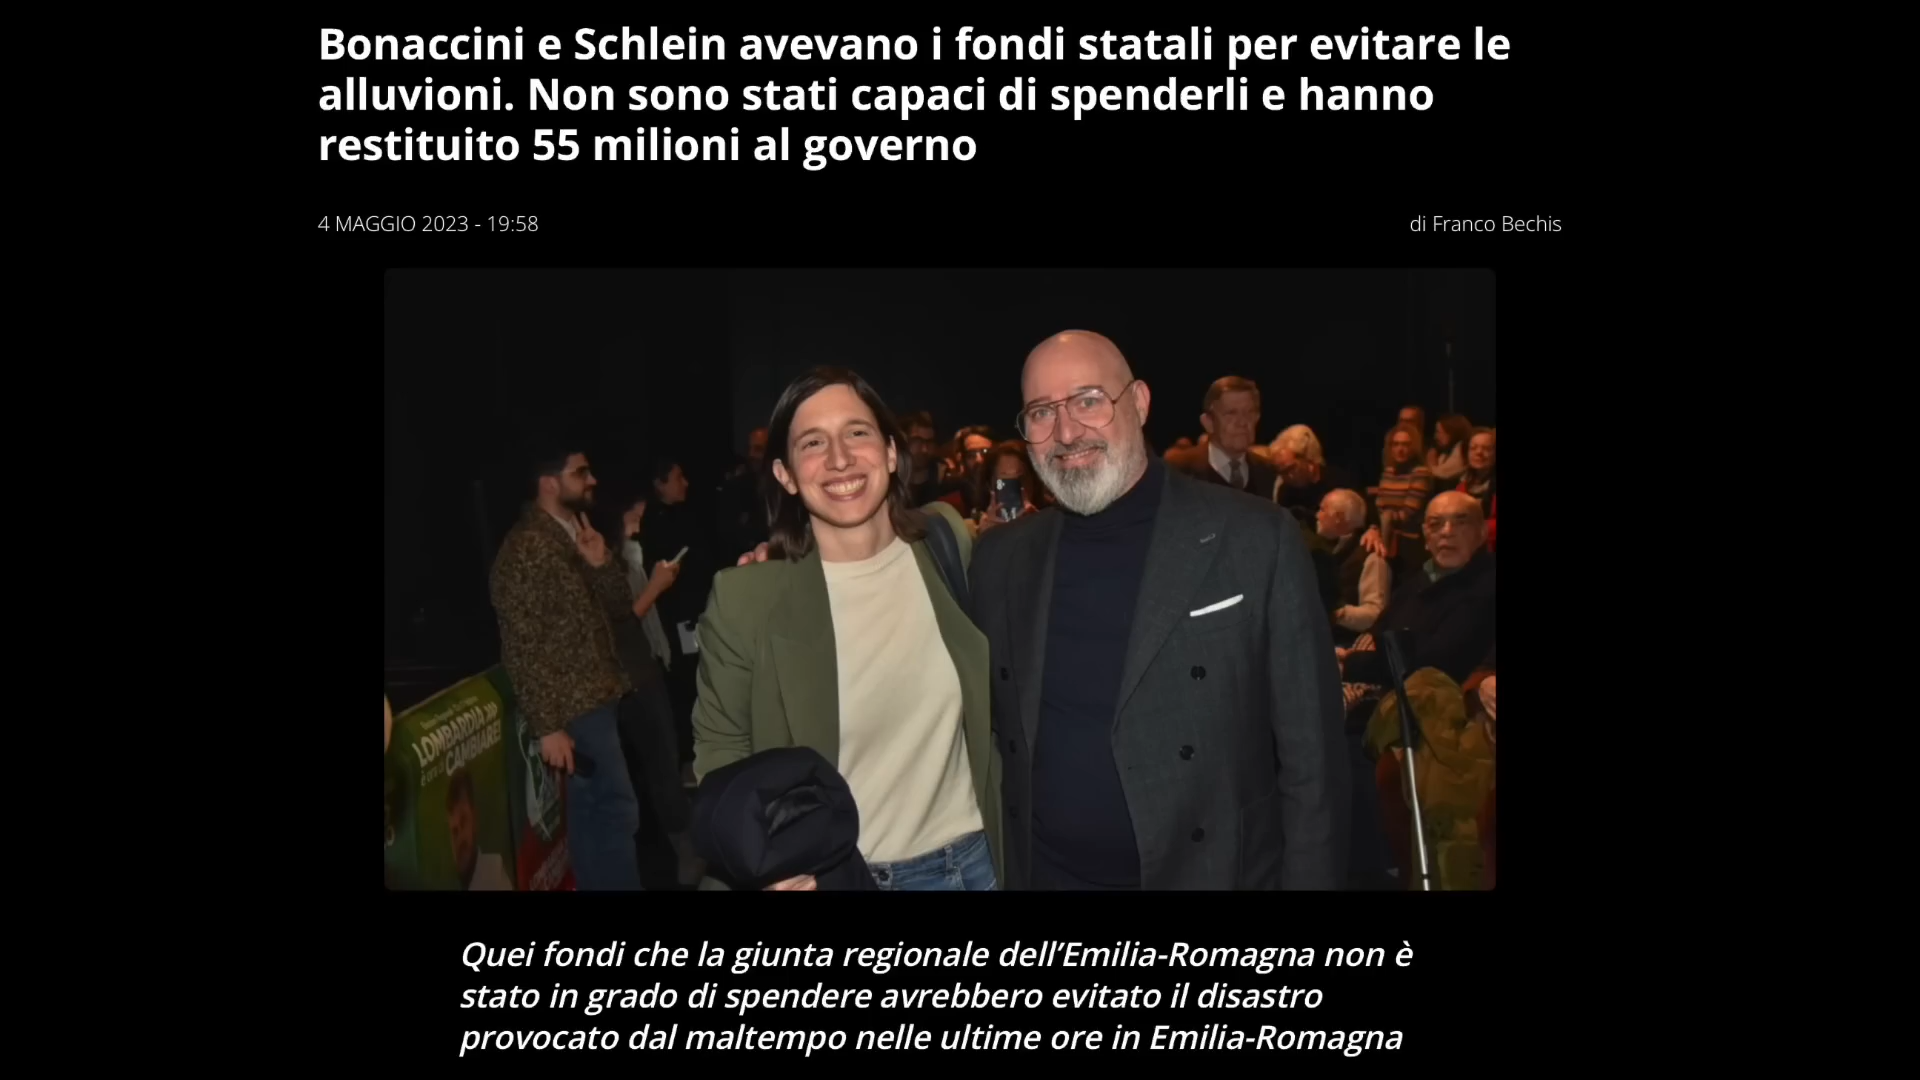 Bonaccini e Schlein avevano i fondi statali per evitare le
alluvioni. Non sono stati capaci di spenderli e hanno
restituito 55 milioni al governo
4 MAGGIO 2023 - 19:58
di Franco Bechis
LOMBARDIA
CAMBIARE!
Quei fondi che la giunta regionale dell’Emilia-Romagna non è
stato in grado di spendere avrebbero evitato il disastro
provocato dal maltempo nelle ultime ore in Emilia-Romagna